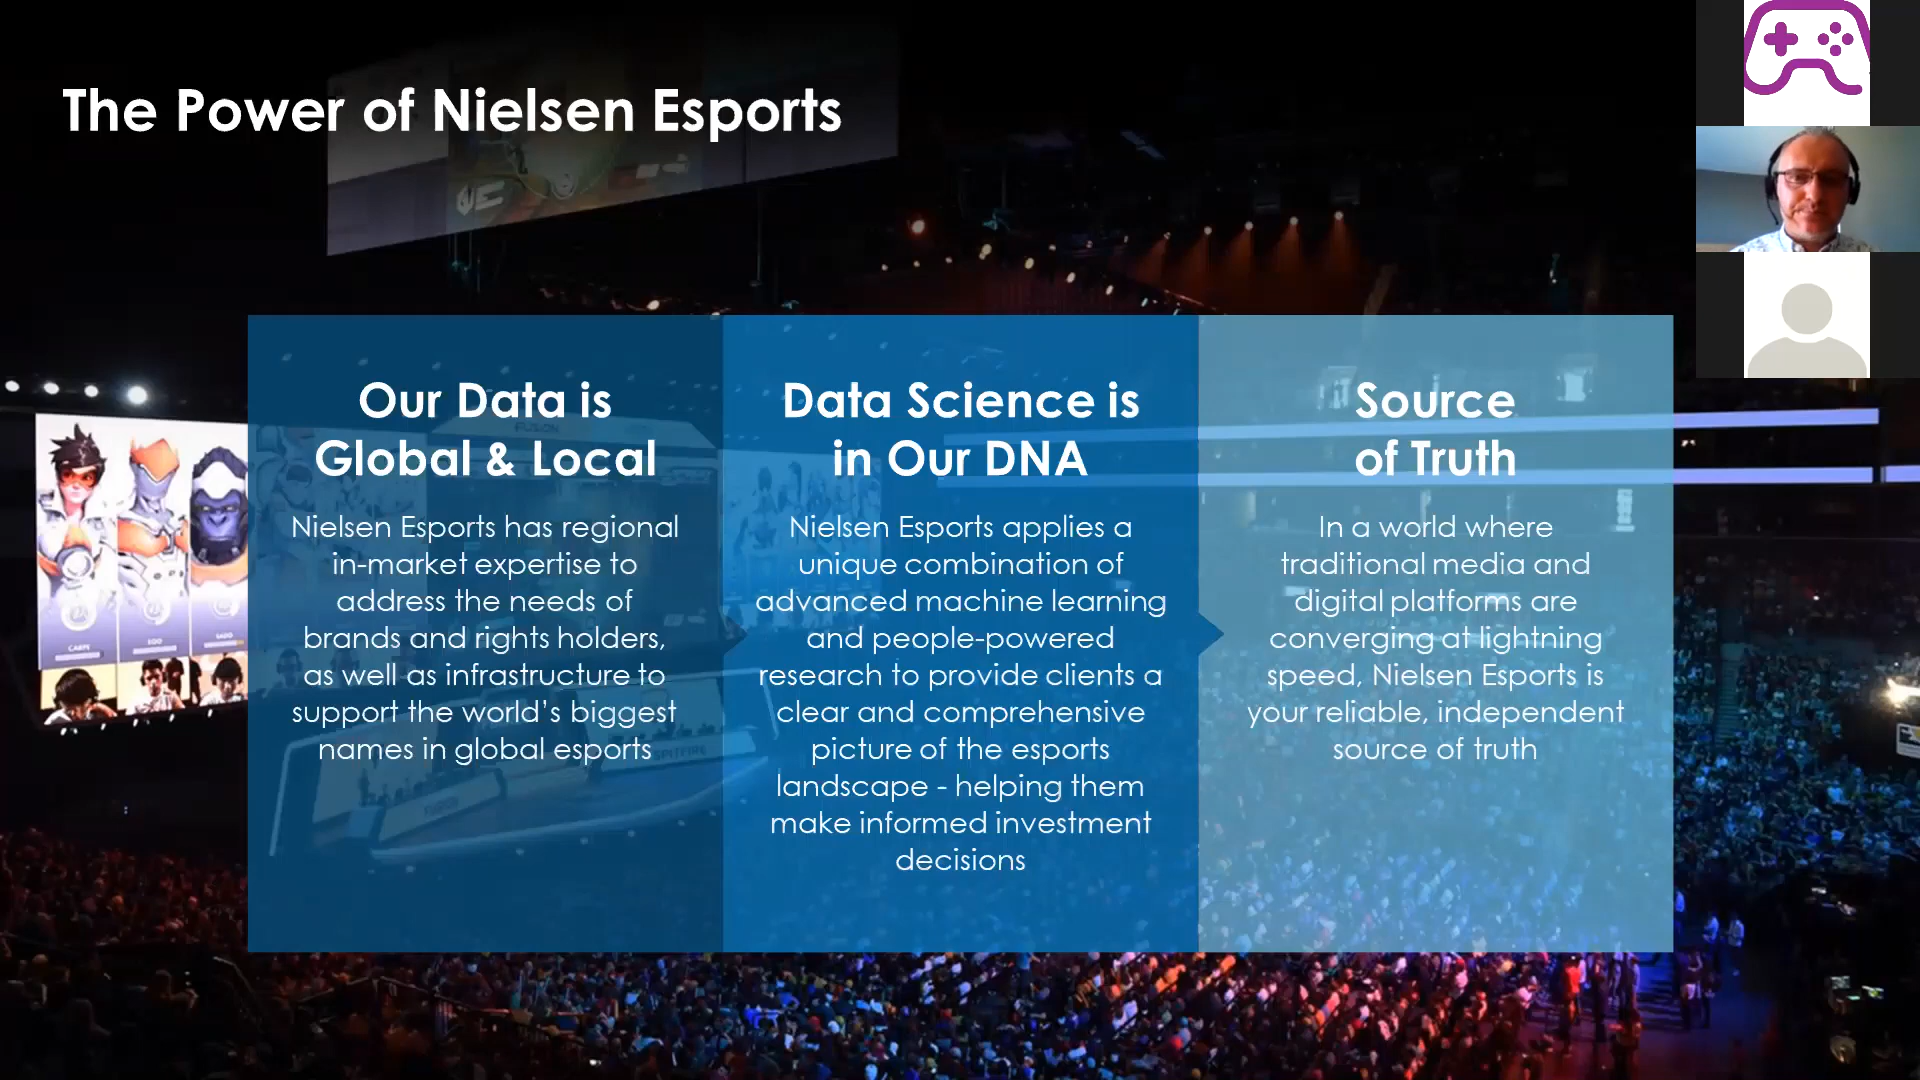 The Power of Nielsen Esports
Our Data is
Global & Local
Nielsen Esports has regional
in-market expertise to
address the needs of
brands and rights holders,
as well as infrastructure to
support the world's biggest
names in global esports
Data Science is
in Our DNA
Nielsen Esports applies a
unique combination of
advanced machine learning
and people-powered
research to provide clients a
clear and comprehensive
picture of the esports
landscape - helping them
make informed investment
decisions
Source
of Truth
In a world where
traditional media and
digital platforms are
converging at lightning
speed, Nielsen Esports is
your reliable, independent
source of truth
CARPE
EQO
SADO
FUSION
SPITFIRE